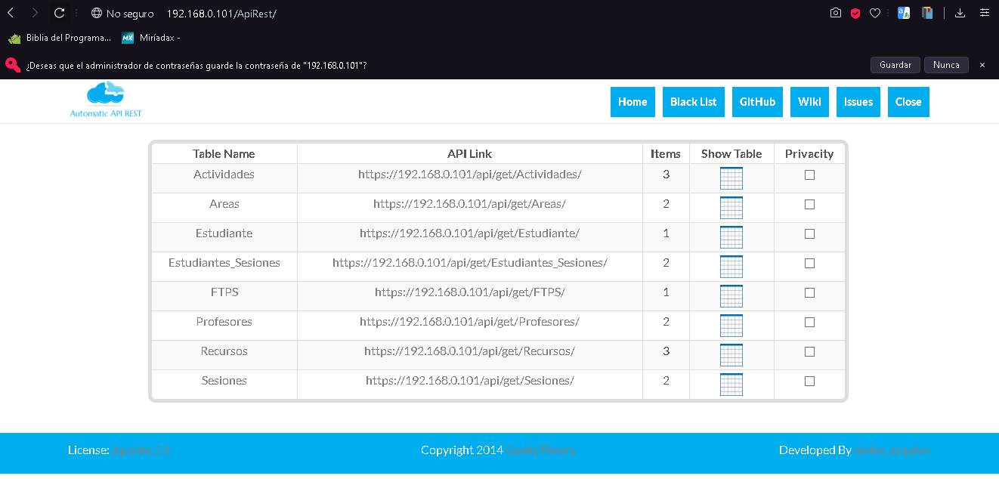 No seguro 192.168.0.101/ApiRest/
Biblia del Programa... MX Miríadax -
¿Deseas que el administrador de contraseñas guarde la contraseña de "192.168.0.101"? Guardar Nunca ×
Automatic API REST
Home Black List GitHub Wiki Issues Close
Table Name API Link Items Show Table Privacity
Actividades https://192.168.0.101/api/get/Actividades/ 3
Areas https://192.168.0.101/api/get/Areas/ 2
Estudiante https://192.168.0.101/api/get/Estudiante/ 1
Estudiantes_Sesiones https://192.168.0.101/api/get/Estudiantes_Sesiones/ 2
FTPS https://192.168.0.101/api/get/FTPS/ 1
Profesores https://192.168.0.101/api/get/Profesores/ 2
Recursos https://192.168.0.101/api/get/Recursos/ 3
Sesiones https://192.168.0.101/api/get/Sesiones/ 2
License: Apache 2.0 Copyright 2014 GeekyTheory Developed By @alex_esquiva